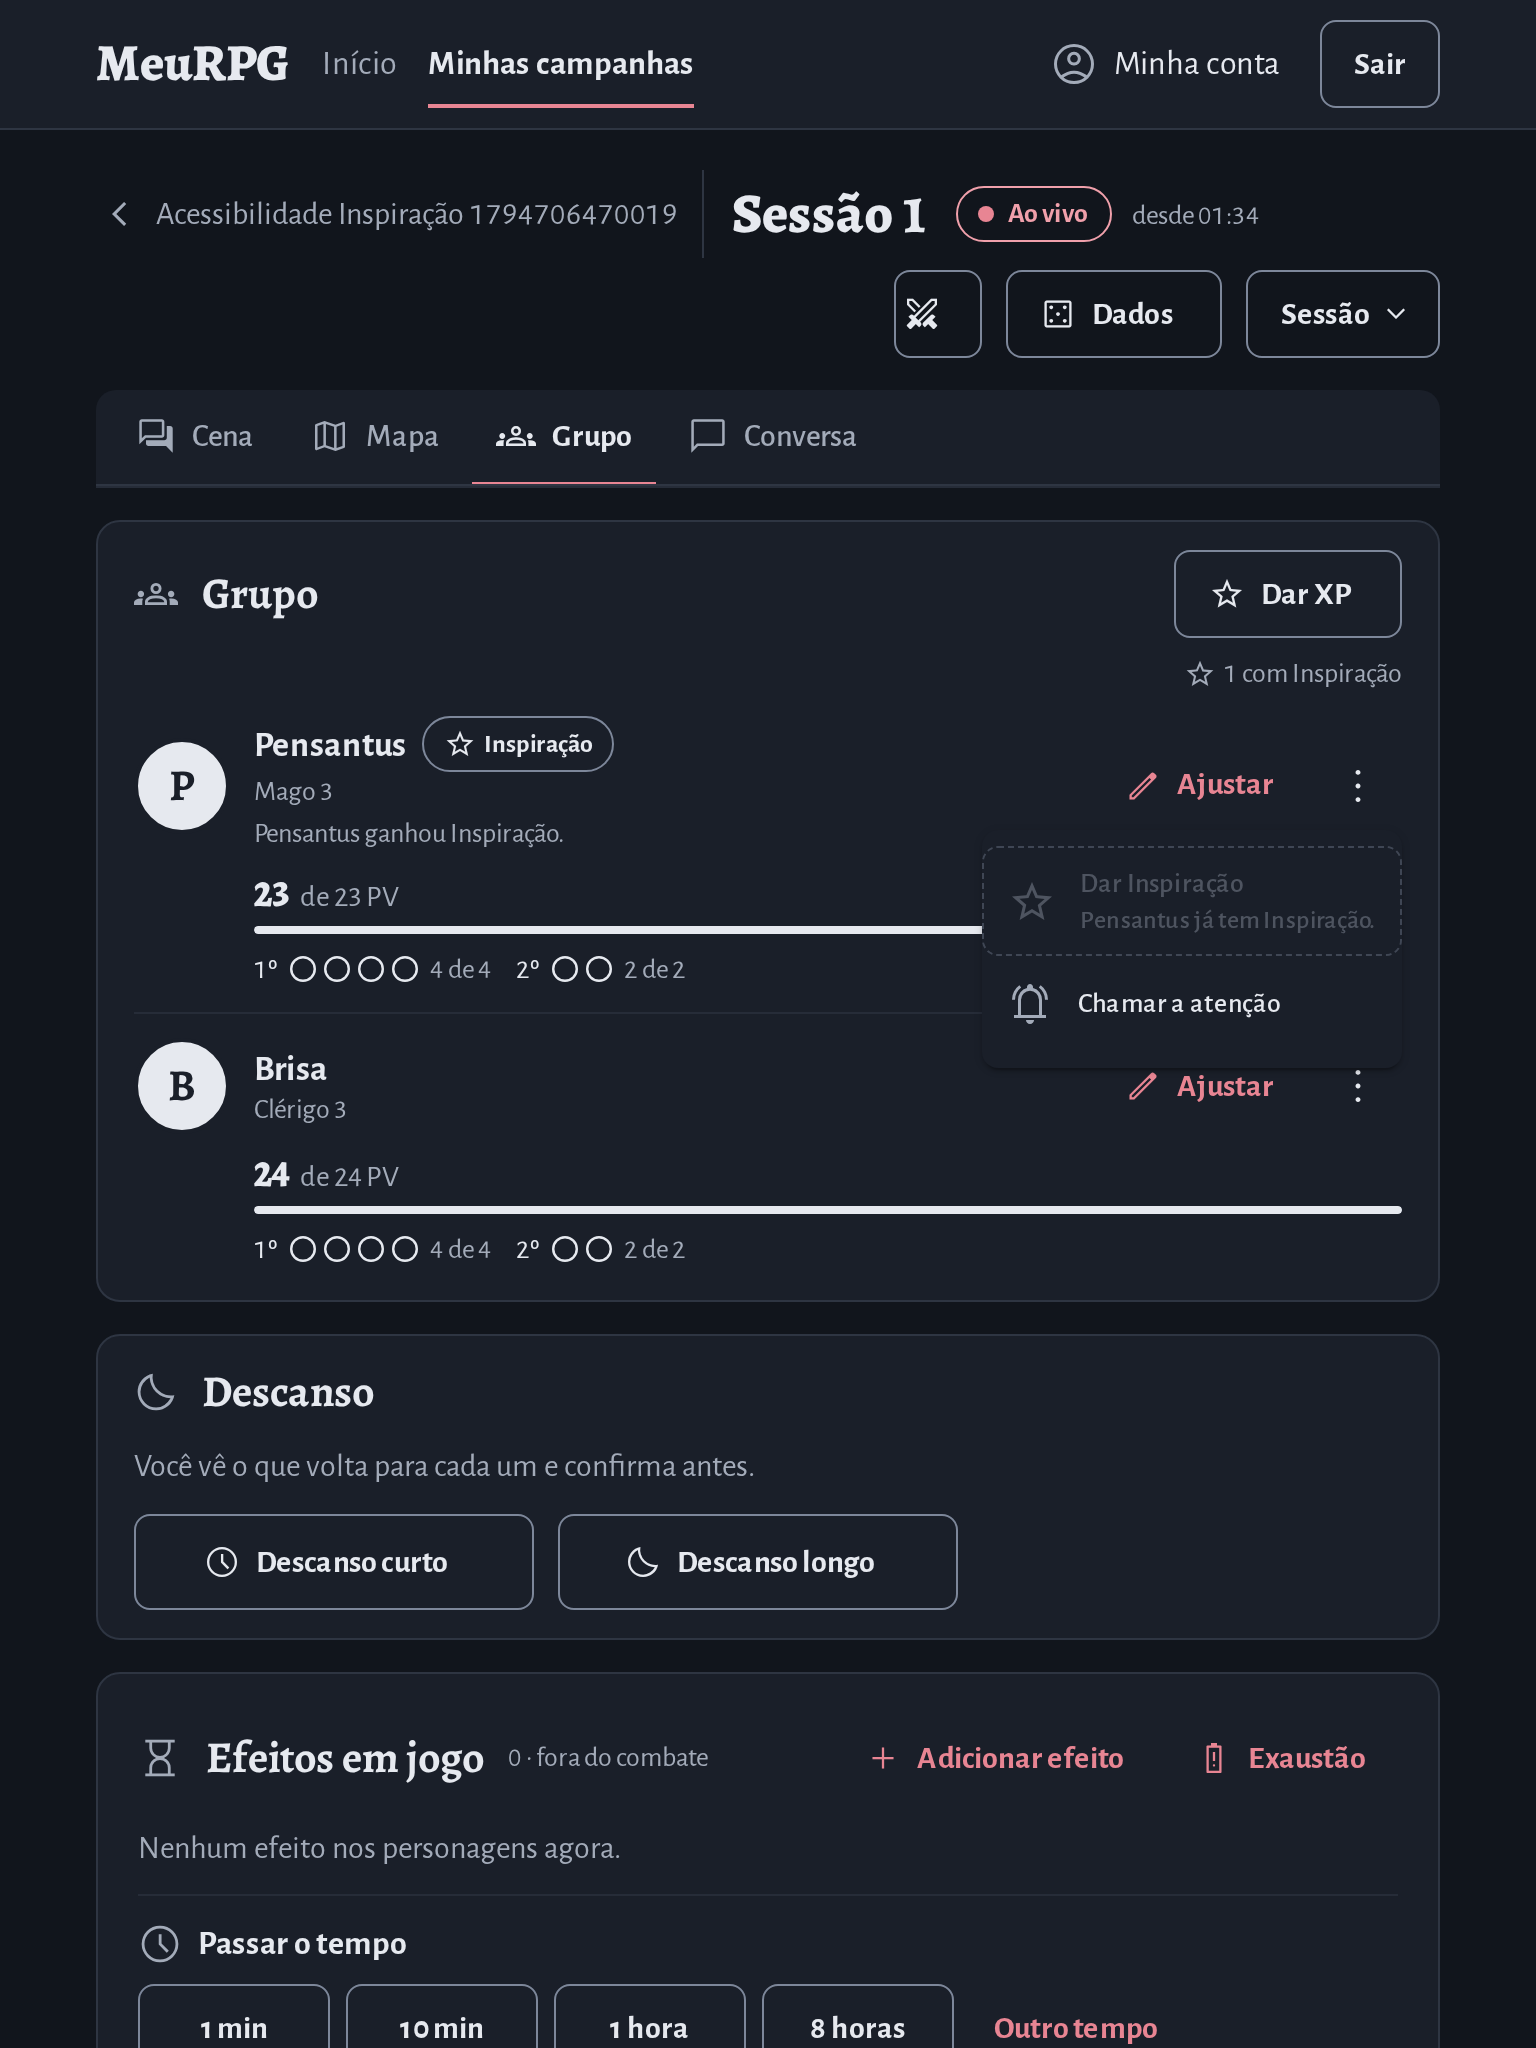 MeuRPG Início Minhas campanhas Minha conta Sair
Acessibilidade Inspiração 1794706470019 Sessão 1 Ao vivo desde 01:34
Dados Sessão
Cena Mapa Grupo Conversa
Grupo Dar XP
1 com Inspiração
P Pensantus Inspiração
Mago 3 Ajustar
Pensantus ganhou Inspiração.
23 de 23 PV
1º 4 de 4 2º 2 de 2
Dar Inspiração
Pensantus já tem Inspiração.
Chamar a atenção
B Brisa
Clérigo 3 Ajustar
24 de 24 PV
1º 4 de 4 2º 2 de 2
Descanso
Você vê o que volta para cada um e confirma antes.
Descanso curto Descanso longo
Efeitos em jogo 0 · fora do combate Adicionar efeito Exaustão
Nenhum efeito nos personagens agora.
Passar o tempo
1 min 10 min 1 hora 8 horas Outro tempo